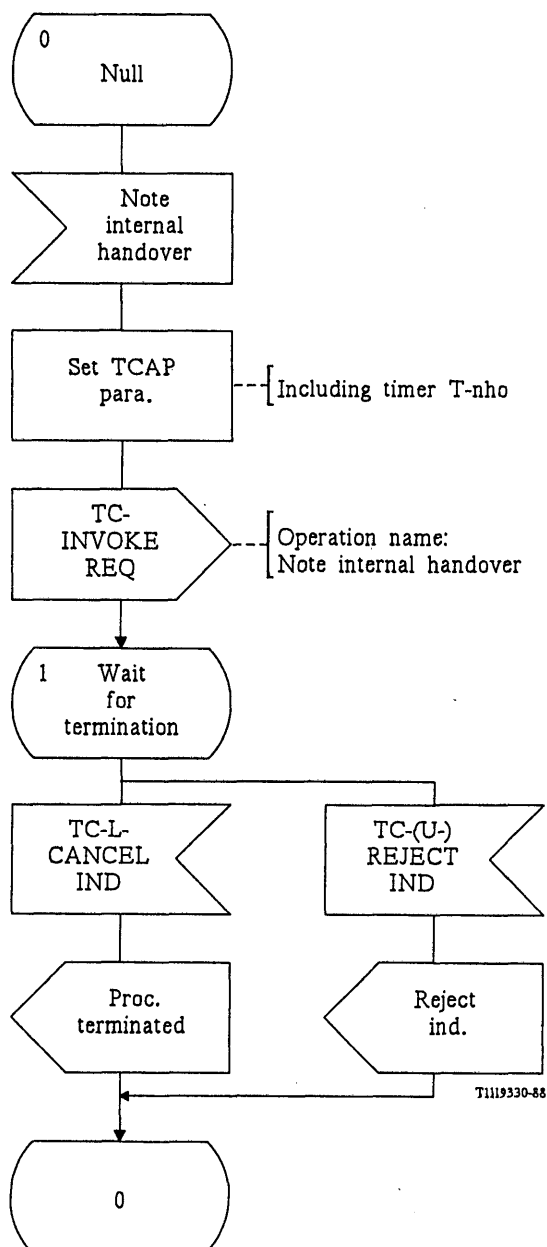 0
Null
Note
internal
handover
Set TCAP
para.
Including timer T-nho
TC-
INVOKE
REQ
Operation name:
Note internal handover
1 Wait
for
termination
TC-L-
CANCEL
IND
TC-(U-)
REJECT
IND
Proc.
terminated
Reject
ind.
T1119330-88
0